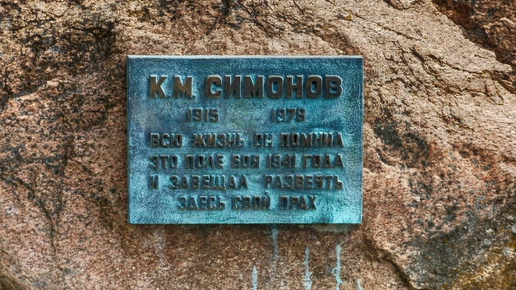 К.М. СИМОНОВ
1915 1979
ВСЮ ЖИЗНЬ ОН ПОМНИЛ
ЭТО ПОЛЕ БОЯ 1941 ГОДА
И ЗАВЕЩАЛ РАЗВЕЯТЬ
ЗДЕСЬ СВОЙ ПРАХ